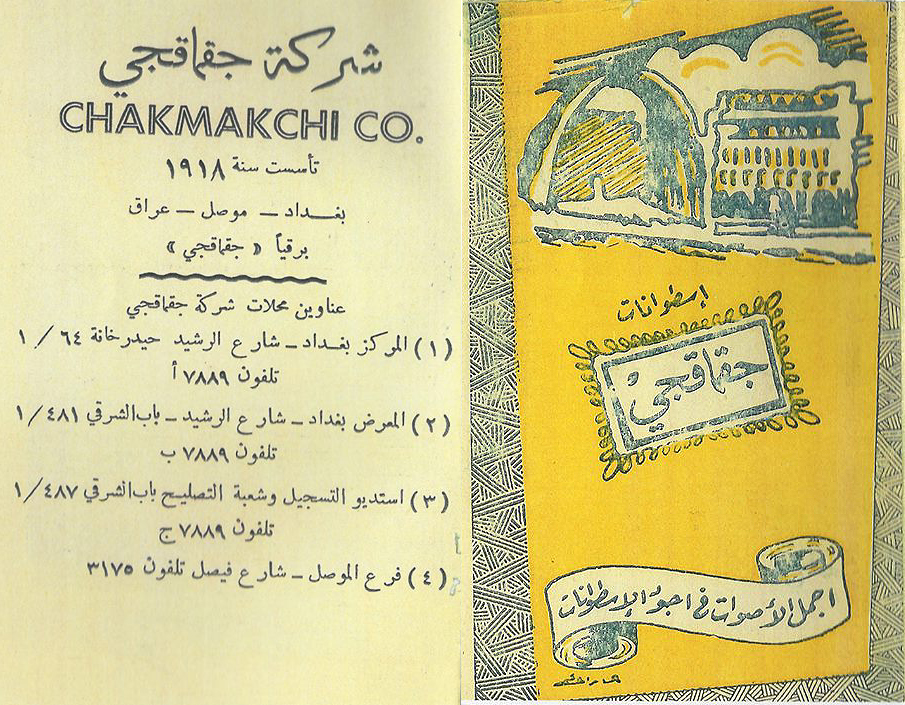 شركة جقماقجي
CHAKMAKCHI CO.
تأسست سنة ١٩١٨
بغداد - موصل - عراق
برقياً « جقماقجي »
عناوين محلات شركة جقماقجي
(١) المركز بغداد - شارع الرشيد حيدرخانة ٦٤ / ١
تلفون ٧٨٨٩ أ
(٢) المعرض بغداد - شارع الرشيد - باب الشرقي ٤٨١ / ١
تلفون ٧٨٨٩ ب
(٣) استديو التسجيل وشعبة التصليح باب الشرقي ٤٨٧ / ١
تلفون ٧٨٨٩ ج
(٤) فرع الموصل - شارع فيصل تلفون ٣١٧٥
إسطوانات
جقماقجي
اجمل الأصوات في اجود الإسطوانات